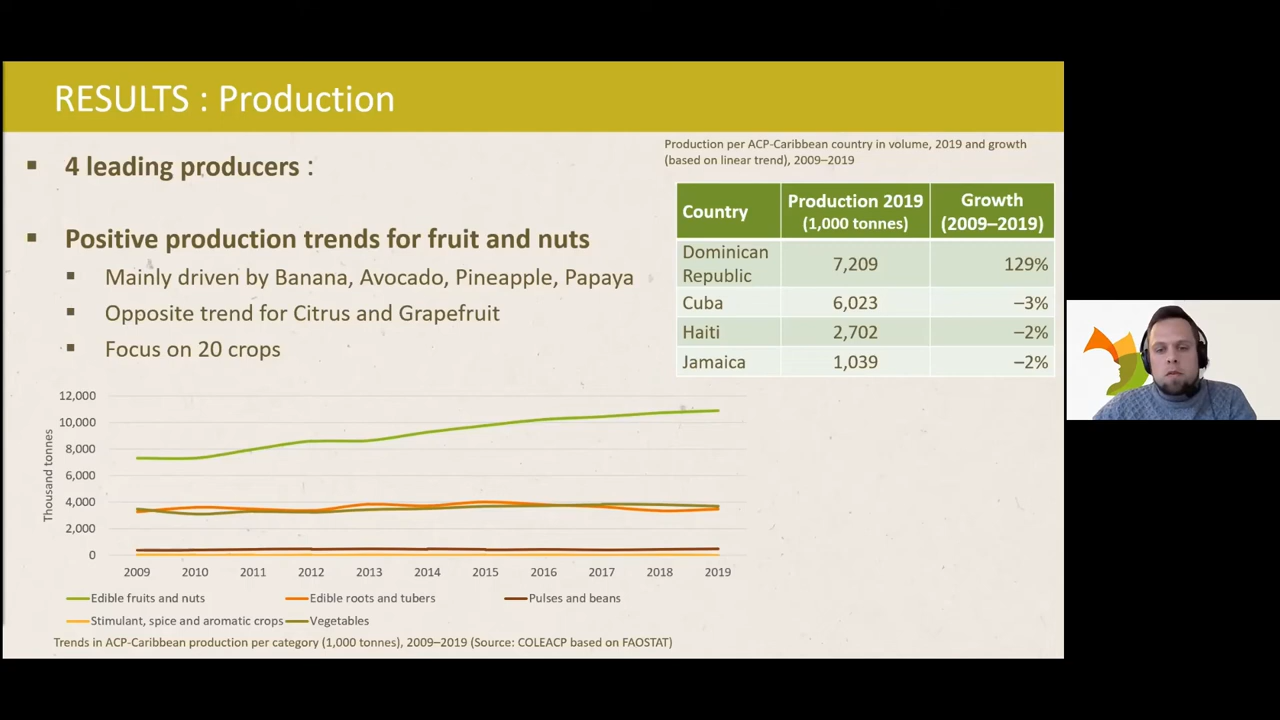 RESULTS : Production
4 leading producers :
Positive production trends for fruit and nuts
Mainly driven by Banana, Avocado, Pineapple, Papaya
Opposite trend for Citrus and Grapefruit
Focus on 20 crops
Production per ACP-Caribbean country in volume, 2019 and growth
(based on linear trend), 2009–2019
Country Production 2019 (1,000 tonnes) Growth (2009–2019)
Dominican Republic 7,209 129%
Cuba 6,023 –3%
Haiti 2,702 –2%
Jamaica 1,039 –2%
Thousand tonnes
12,000
10,000
8,000
6,000
4,000
2,000
0
2009 2010 2011 2012 2013 2014 2015 2016 2017 2018 2019
Edible fruits and nuts Edible roots and tubers Pulses and beans
Stimulant, spice and aromatic crops Vegetables
Trends in ACP-Caribbean production per category (1,000 tonnes), 2009–2019 (Source: COLEACP based on FAOSTAT)